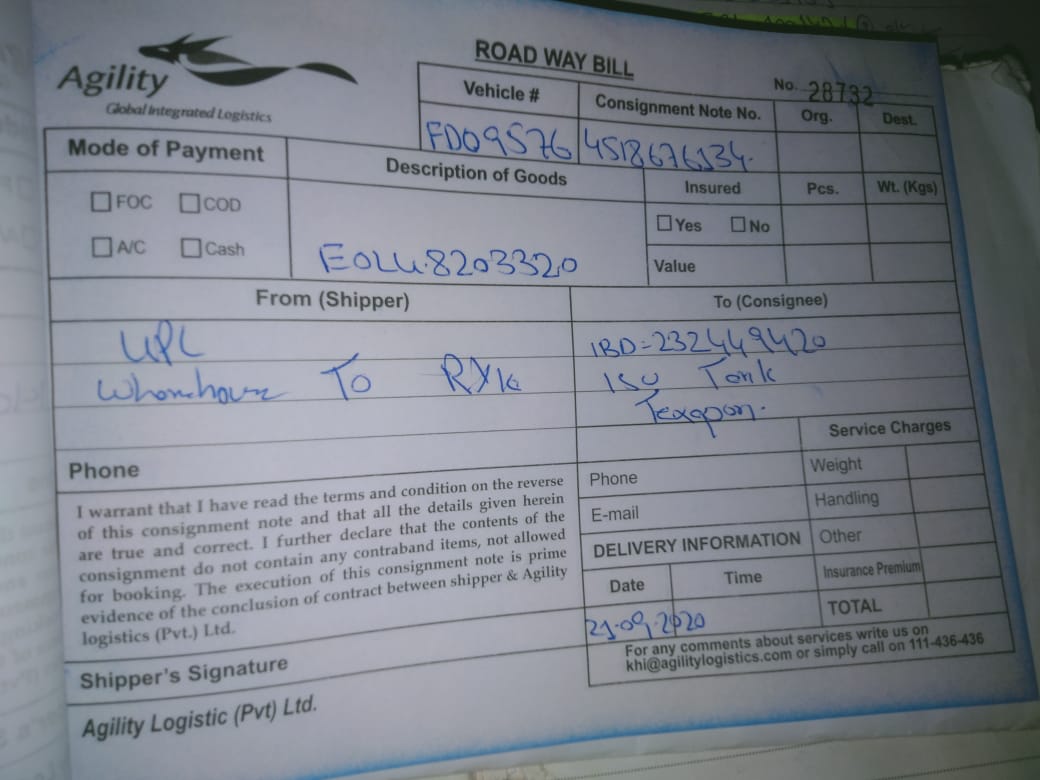 Agility
Global Integrated Logistics
ROAD WAY BILL
No. 28732
Vehicle #
Consignment Note No.
Org.
Dest.
FD09576
Mode of Payment
Description of Goods
Insured
Pcs.
Wt. (Kgs)
FOC
COD
Yes
No
A/C
Cash
EOLU.8203320
Value
From (Shipper)
To (Consignee)
UPL
IBD=232449420
To
ISU Tank
Texapon.
Service Charges
Phone
Phone
Weight
E-mail
Handling
I warrant that I have read the terms and condition on the reverse
of this consignment note and that all the details given herein
are true and correct. I further declare that the contents of the
consignment do not contain any contraband items, not allowed
for booking. The execution of this consignment note is prime
evidence of the conclusion of contract between shipper & Agility
logistics (Pvt.) Ltd.
DELIVERY INFORMATION
Other
Date
Time
Insurance Premium
21-09-2020
TOTAL
For any comments about services write us on
khi@agilitylogistics.com or simply call on 111-436-436
Shipper's Signature
Agility Logistic (Pvt) Ltd.